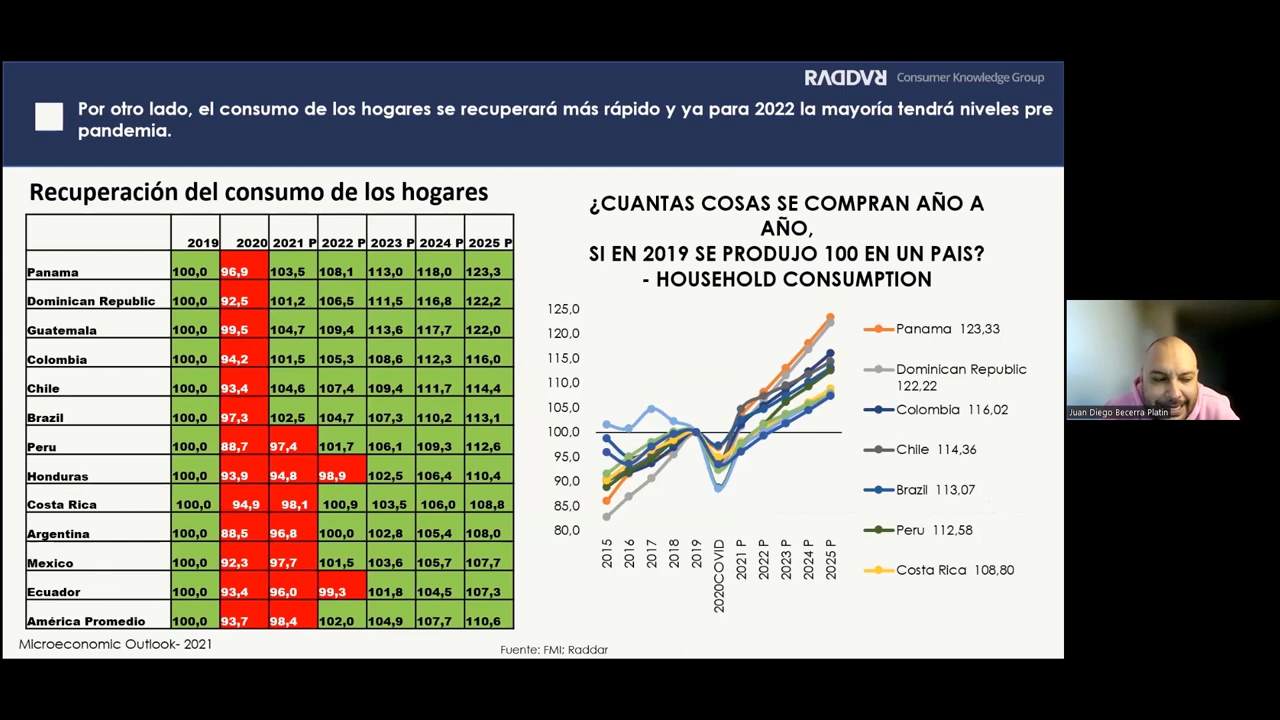 RADDAR Consumer Knowledge Group
Por otro lado, el consumo de los hogares se recuperará más rápido y ya para 2022 la mayoría tendrá niveles pre
pandemia.
Recuperación del consumo de los hogares
2019 2020 2021 P 2022 P 2023 P 2024 P 2025 P
Panama 100,0 96,9 103,5 108,1 113,0 118,0 123,3
Dominican Republic 100,0 92,5 101,2 106,5 111,5 116,8 122,2
Guatemala 100,0 99,5 104,7 109,4 113,6 117,7 122,0
Colombia 100,0 94,2 101,5 105,3 108,6 112,3 116,0
Chile 100,0 93,4 104,6 107,4 109,4 111,7 114,4
Brazil 100,0 97,3 102,5 104,7 107,3 110,2 113,1
Peru 100,0 88,7 97,4 101,7 106,1 109,3 112,6
Honduras 100,0 93,9 94,8 98,9 102,5 106,4 110,4
Costa Rica 100,0 94,9 98,1 100,9 103,5 106,0 108,8
Argentina 100,0 88,5 96,8 100,0 102,8 105,4 108,0
Mexico 100,0 92,3 97,7 101,5 103,6 105,7 107,7
Ecuador 100,0 93,4 96,0 99,3 101,8 104,5 107,3
América Promedio 100,0 93,7 98,4 102,0 104,9 107,7 110,6
Microeconomic Outlook- 2021
¿CUANTAS COSAS SE COMPRAN AÑO A
AÑO,
SI EN 2019 SE PRODUJO 100 EN UN PAIS?
- HOUSEHOLD CONSUMPTION
125,0
120,0
115,0
110,0
105,0
100,0
95,0
90,0
85,0
80,0
2015
2016
2017
2018
2019
2020COVID
2021 P
2022 P
2023 P
2024 P
2025 P
Panama 123,33
Dominican Republic
122,22
Colombia 116,02
Chile 114,36
Brazil 113,07
Peru 112,58
Costa Rica 108,80
Fuente: FMI; Raddar
Juan Diego Becerra Platin